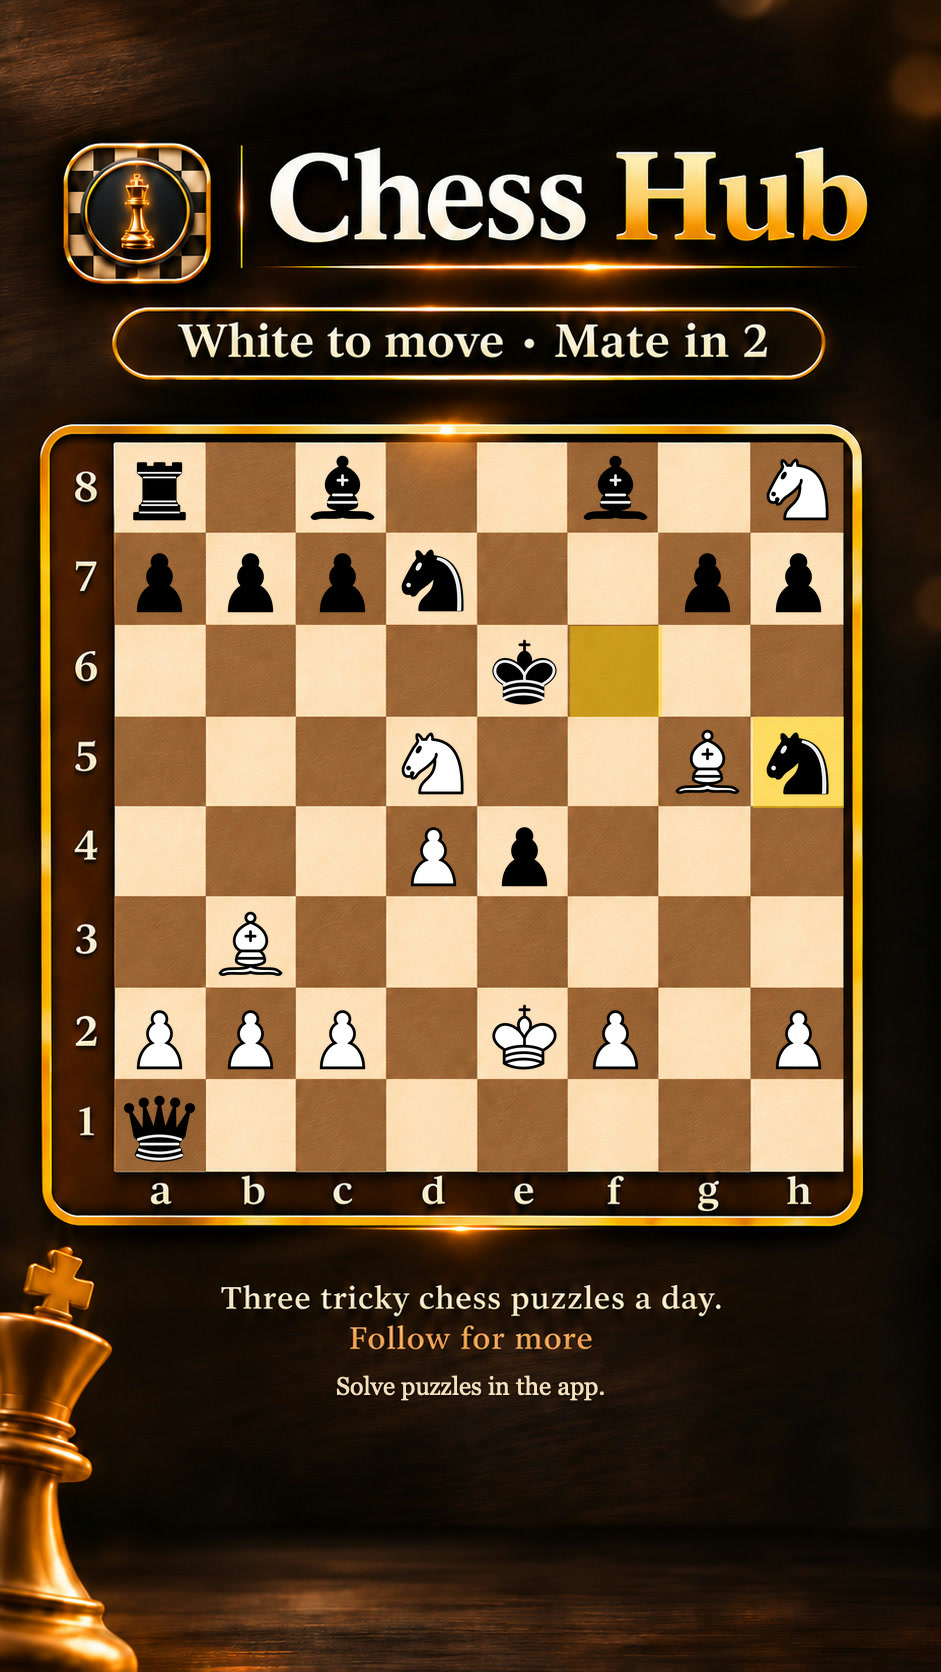 Chess Hub
White to move • Mate in 2
8
7
6
5
4
3
2
1
a b c d e f g h
Three tricky chess puzzles a day.
Follow for more
Solve puzzles in the app.